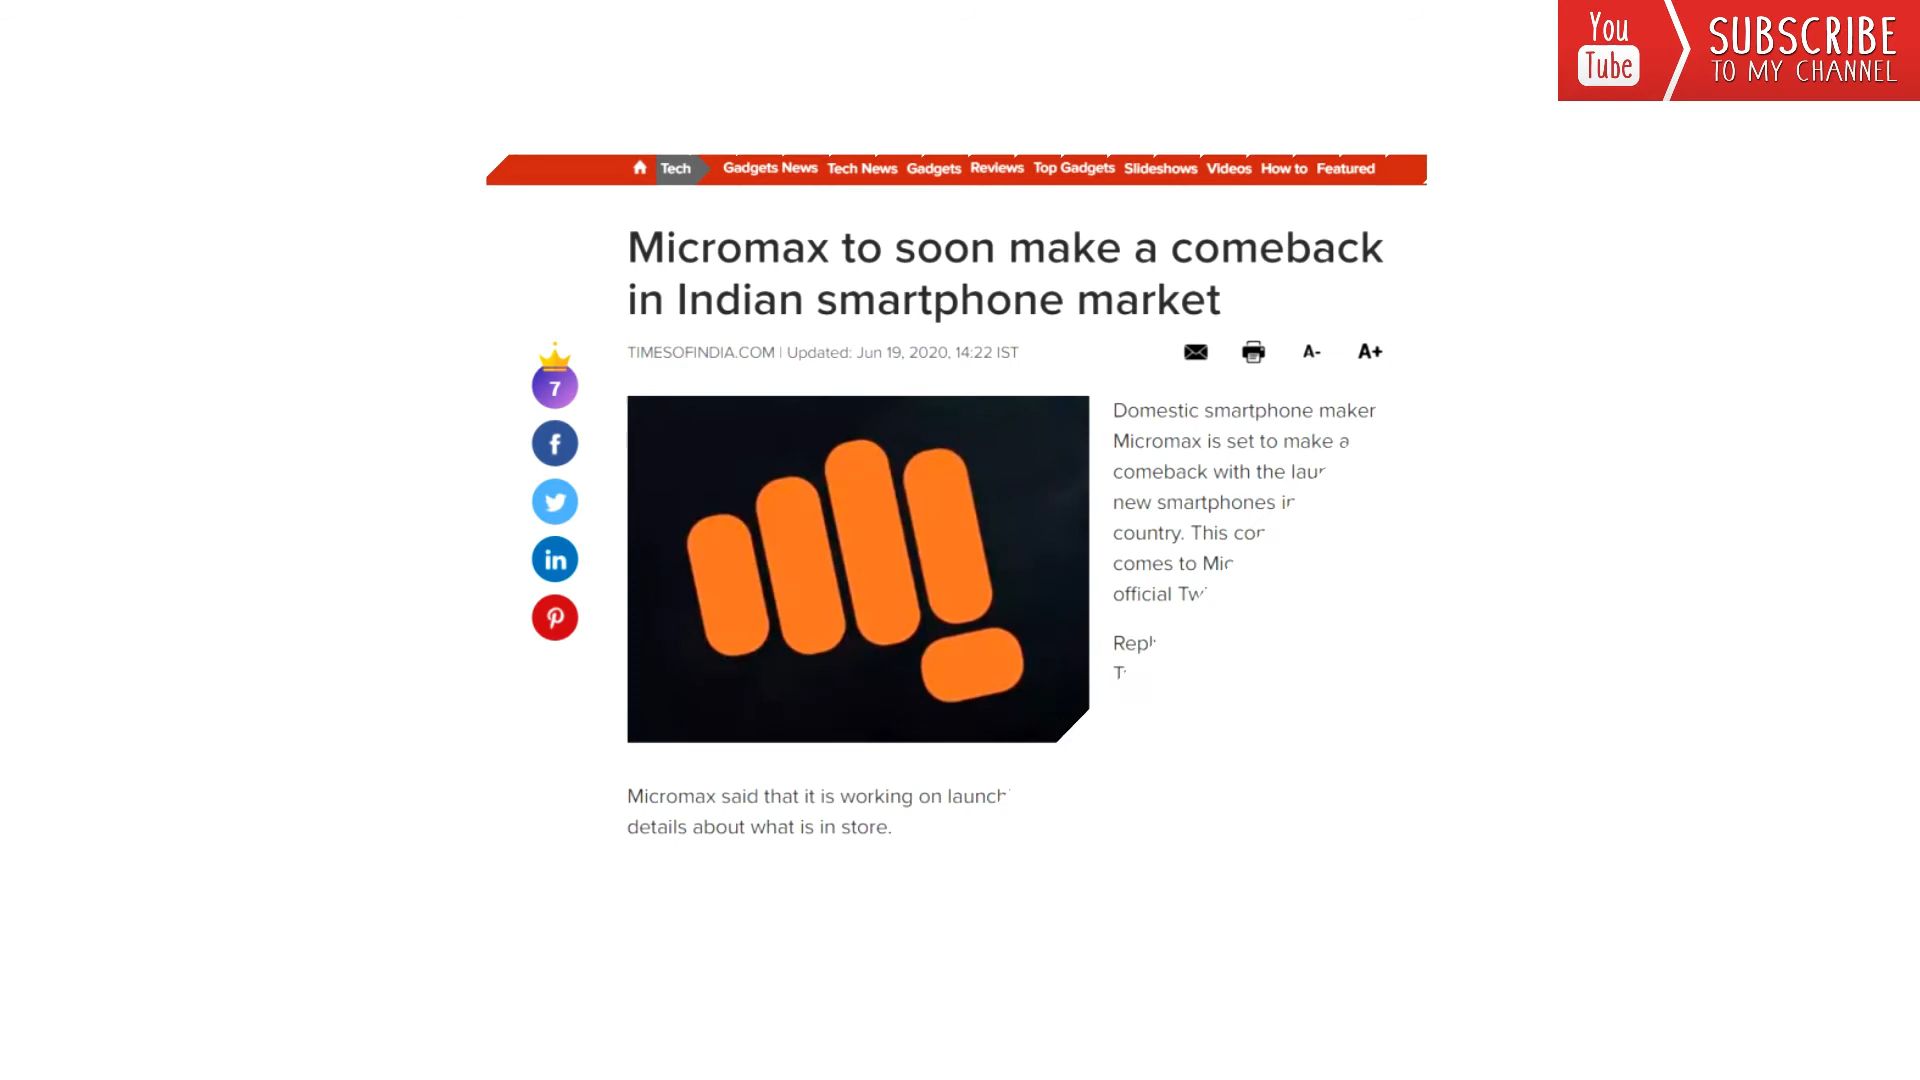 You
Tube
SUBSCRIBE
TO MY CHANNEL
Tech Gadgets News Tech News Gadgets Reviews Top Gadgets Slideshows Videos How to Featured
Micromax to soon make a comeback
in Indian smartphone market
TIMESOFINDIA.COM | Updated: Jun 19, 2020, 14:22 IST
A- A+
7
f
in
Domestic smartphone maker
Micromax is set to make a
comeback with the
new smartphones
country. This
comes to
official
Micromax said that it is working on
details about what is in store.